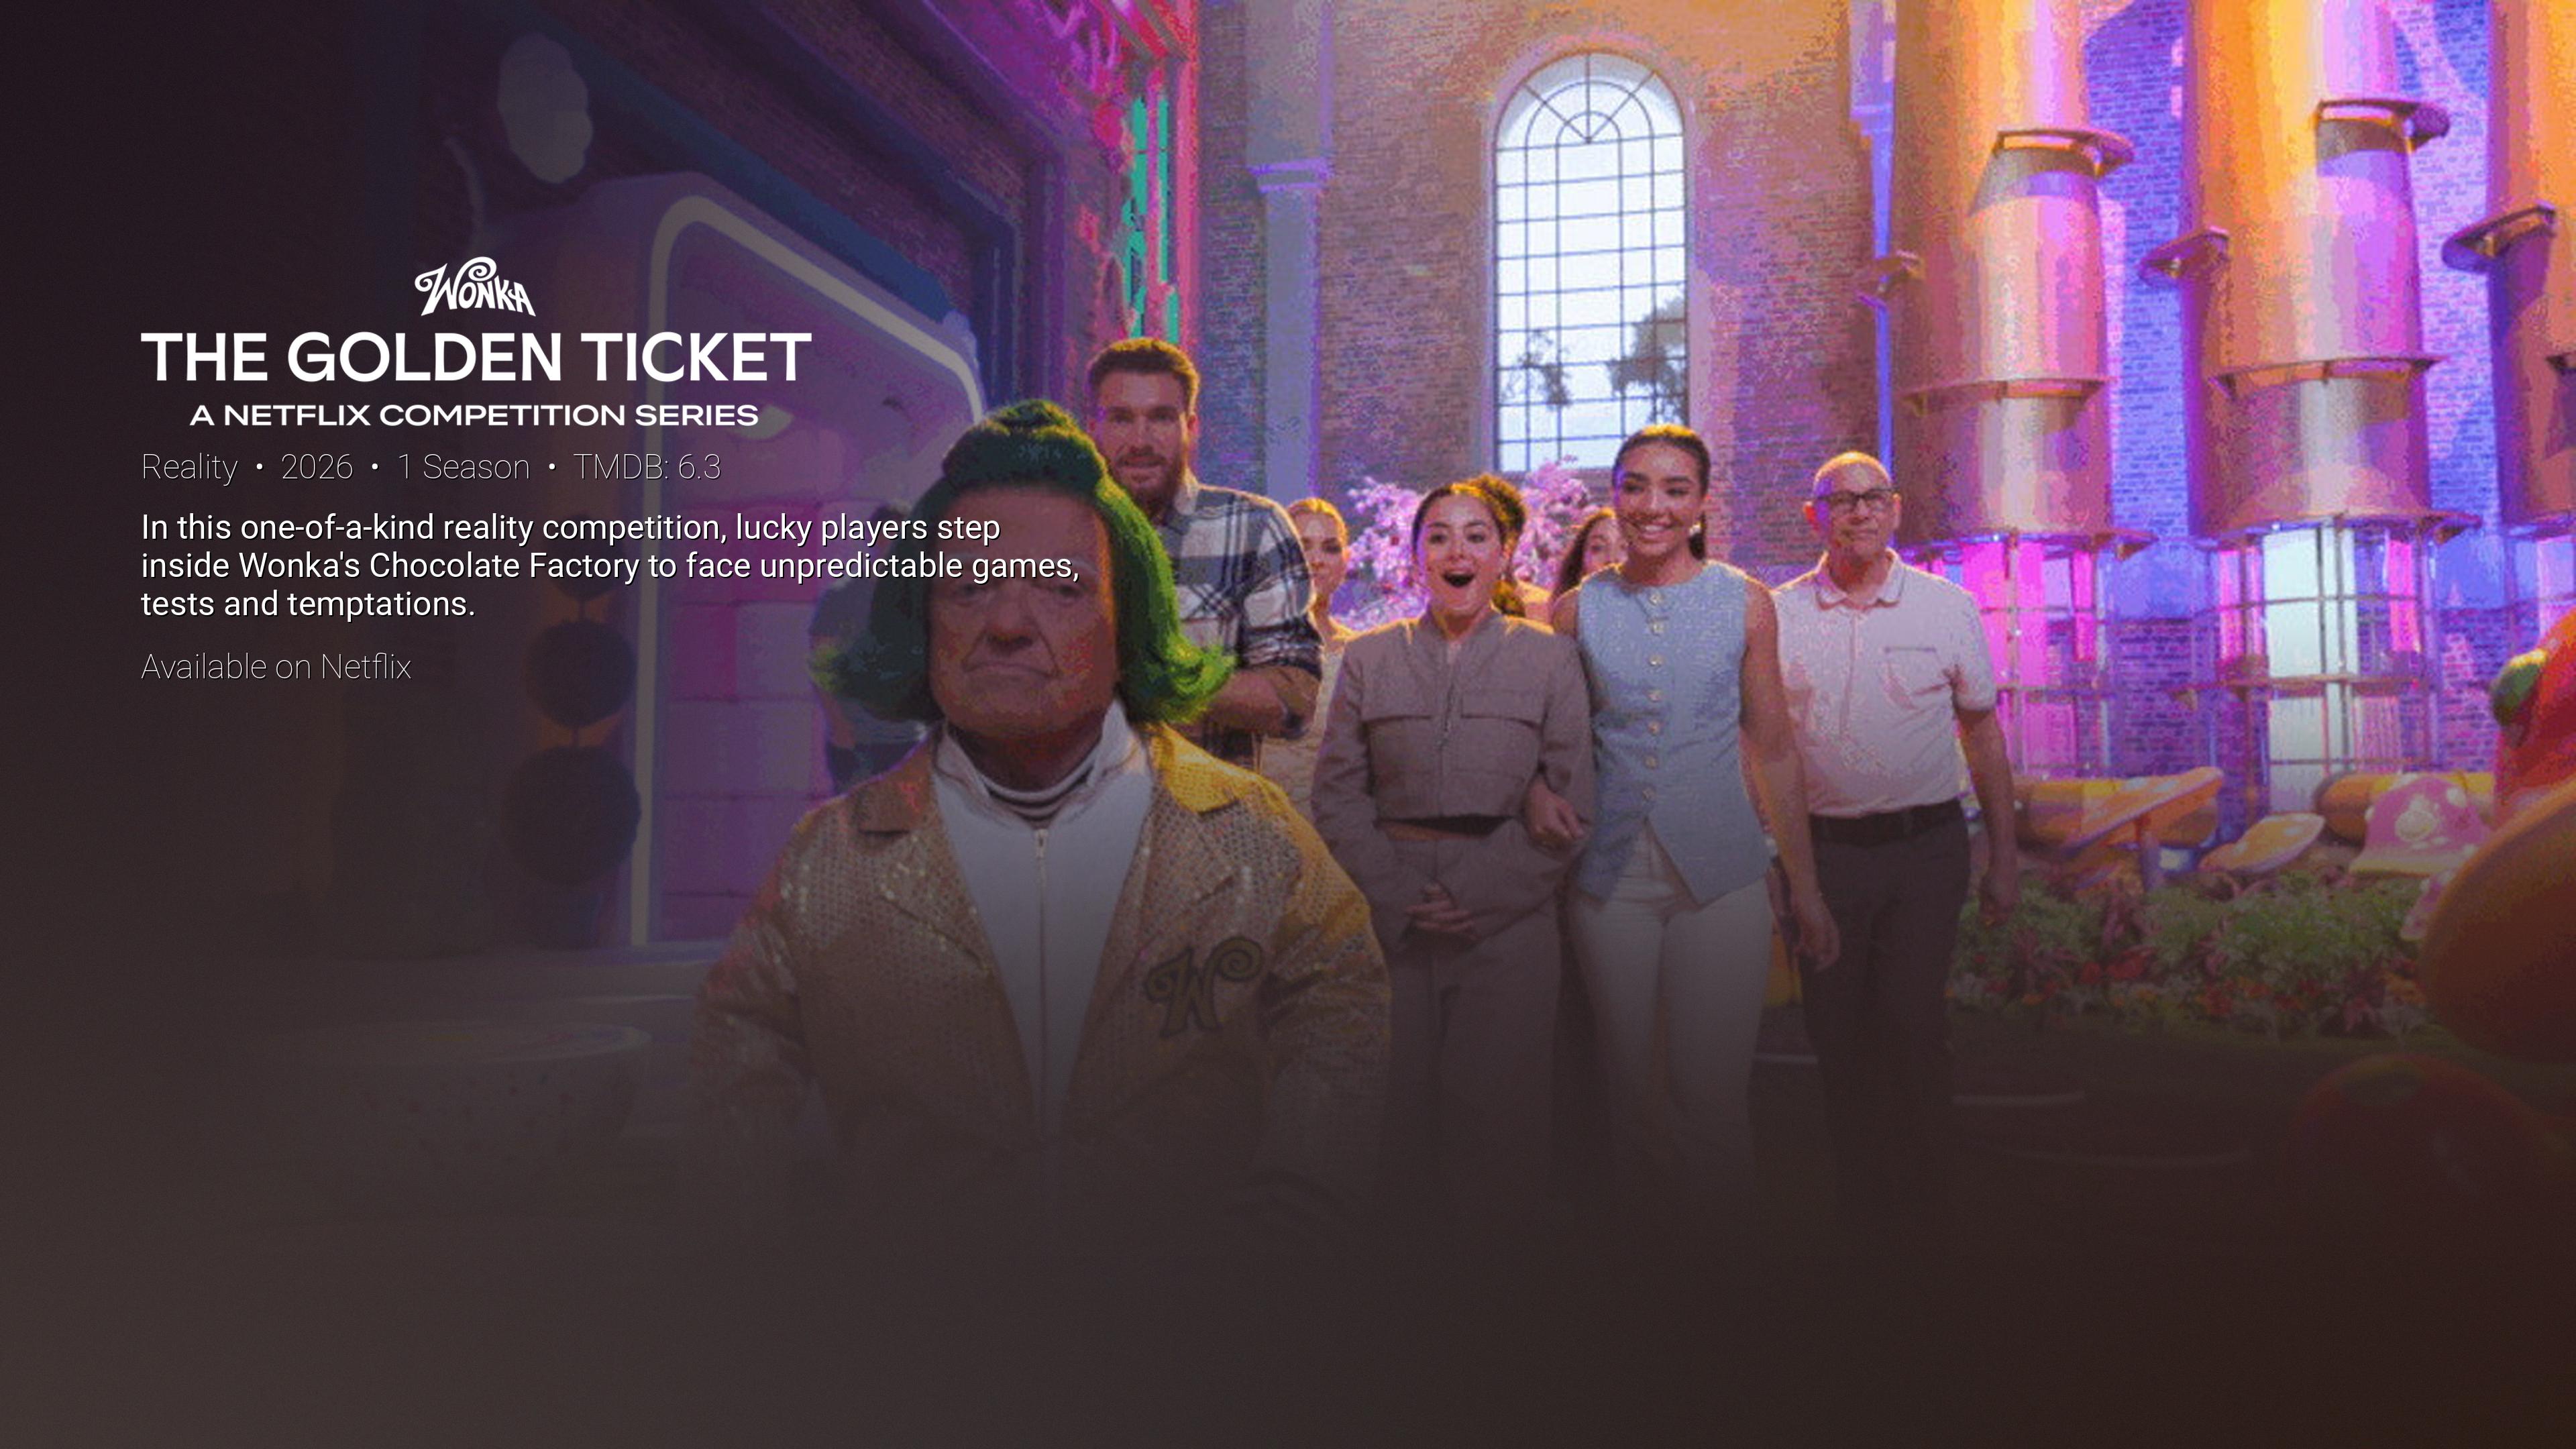 WONKA
THE GOLDEN TICKET
A NETFLIX COMPETITION SERIES
Reality • 2026 • 1 Season • TMDB: 6.3
In this one-of-a-kind reality competition, lucky players step
inside Wonka's Chocolate Factory to face unpredictable games,
tests and temptations.
Available on Netflix
W